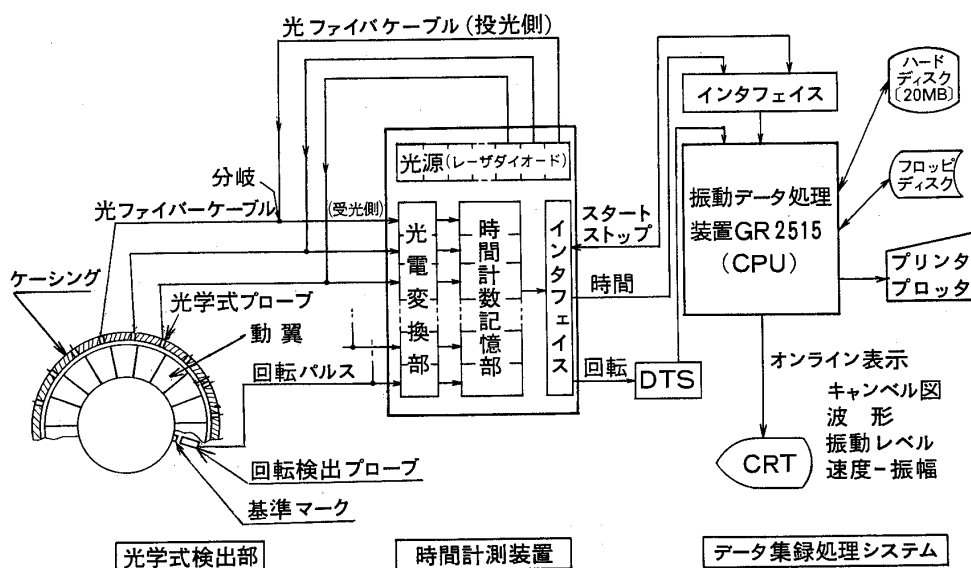 光ファイバケーブル(投光側)
ハード
ディスク
〔20MB〕
インタフェイス
光源(レーザダイオード)
フロッピ
ディスク
分岐
光ファイバーケーブル
(受光側)
振動データ処理
装置GR2515
(CPU)
スタート
ストップ
光電変換部
時間計数記憶部
インタフェイス
時間
プリンタ
プロッタ
ケーシング
光学式プローブ
動翼
回転パルス
回転
DTS
オンライン表示
キャンベル図
波形
振動レベル
速度-振幅
CRT
回転検出プローブ
基準マーク
光学式検出部
時間計測装置
データ集録処理システム